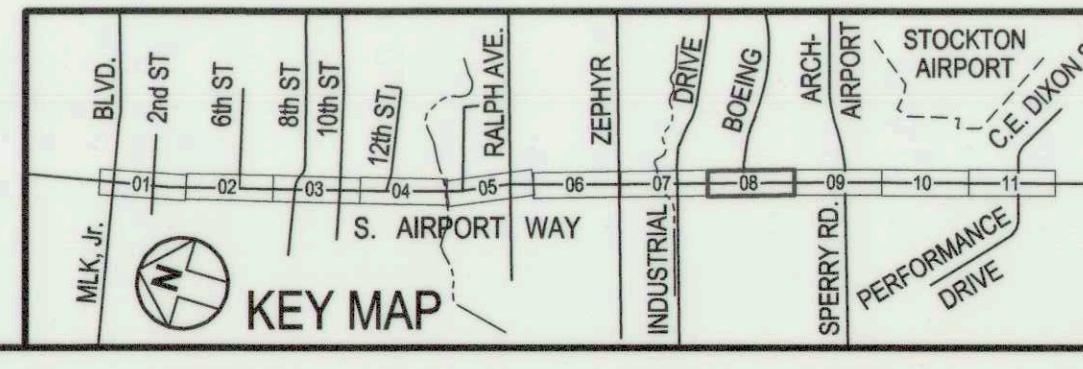 BLVD.
2nd ST
6th ST
8th ST
10th ST
12th ST
RALPH AVE.
ZEPHYR
DRIVE
BOEING
ARCH-
AIRPORT
STOCKTON
AIRPORT
C.E. DIXON
01
02
03
04
05
06
07
08
09
10
11
S. AIRPORT WAY
MLK, Jr.
N
KEY MAP
INDUSTRIAL
SPERRY RD.
PERFORMANCE
DRIVE